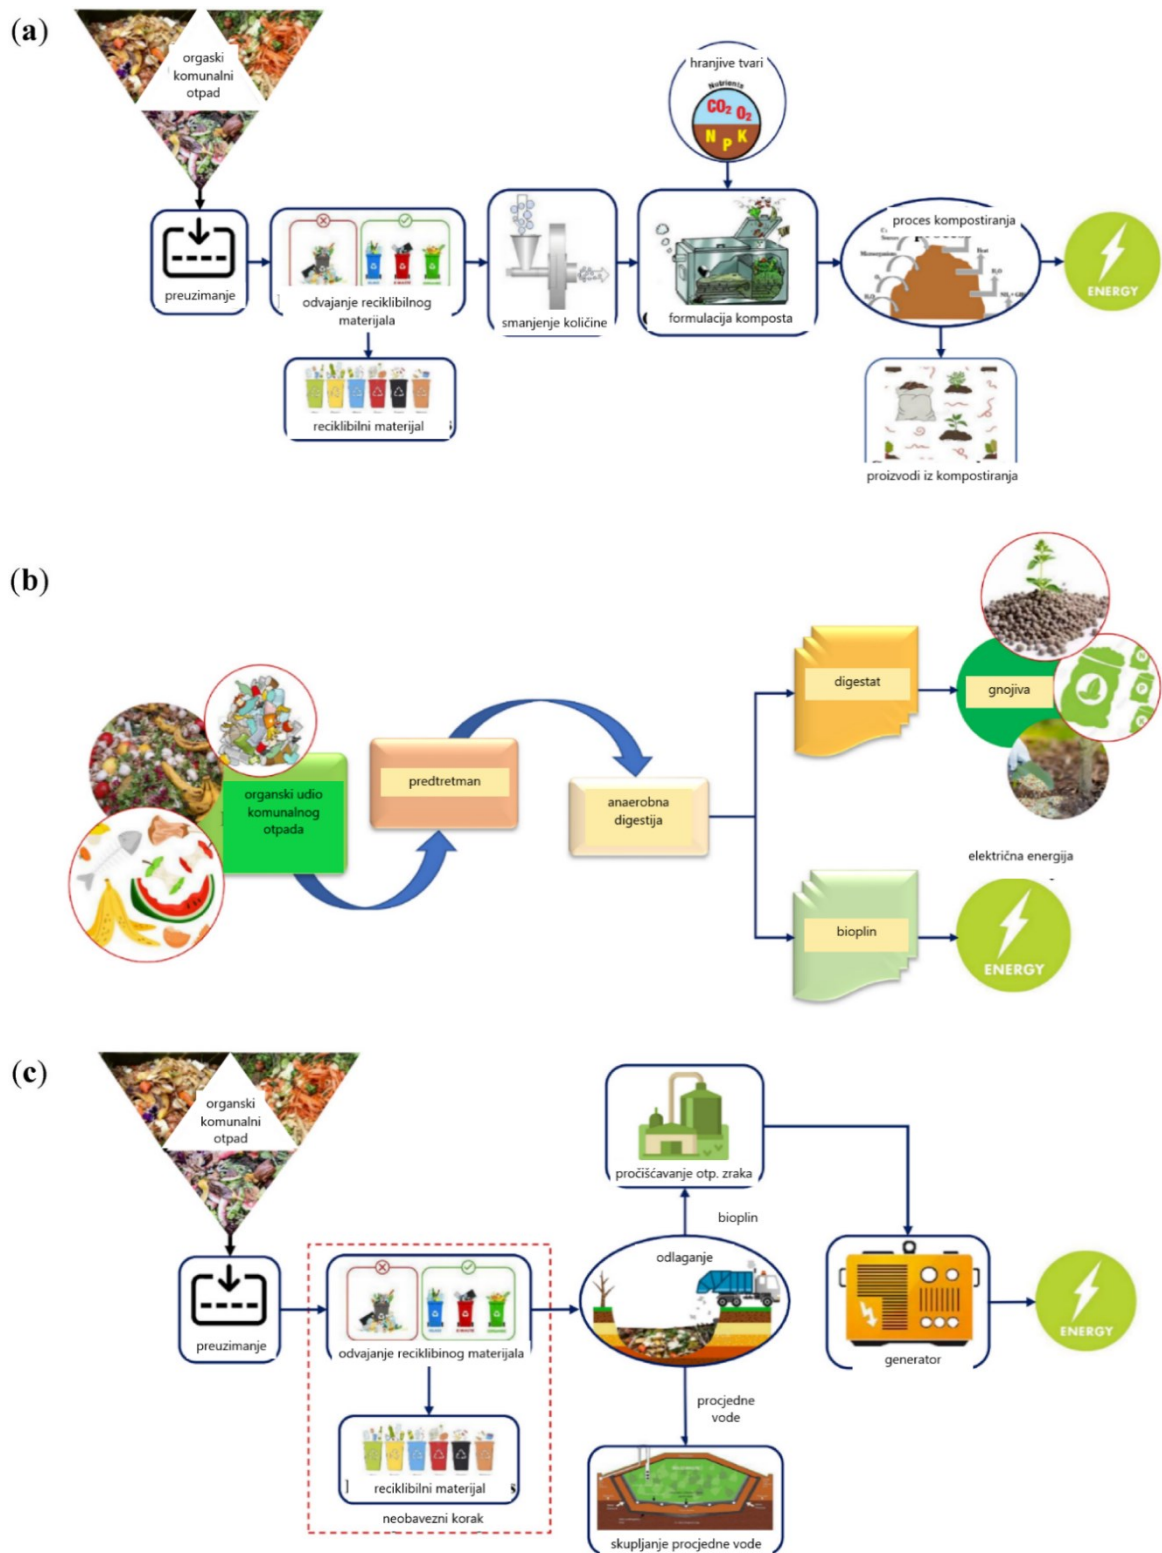 (a)
orgaski
komunalni
otpad
hranjive tvari
Nutrients
CO₂ O₂
N P K
preuzimanje
odvajanje reciklibilnog
materijala
smanjenje količine
formulacija komposta
proces kompostiranja
Heat
H₂O
ENERGY
reciklibilni materijal
proizvodi iz kompostiranja
(b)
organski udio
komunalnog
otpada
predtretman
anaerobna
digestija
digestat
gnojiva
N
P
K
električna energija
bioplin
ENERGY
(c)
organski
komunalni
otpad
preuzimanje
odvajanje reciklibinog materijala
reciklibilni materijal
neobavezni korak
pročišćavanje otp. zraka
bioplin
odlaganje
procjedne
vode
skupljanje procjedne vode
generator
ENERGY